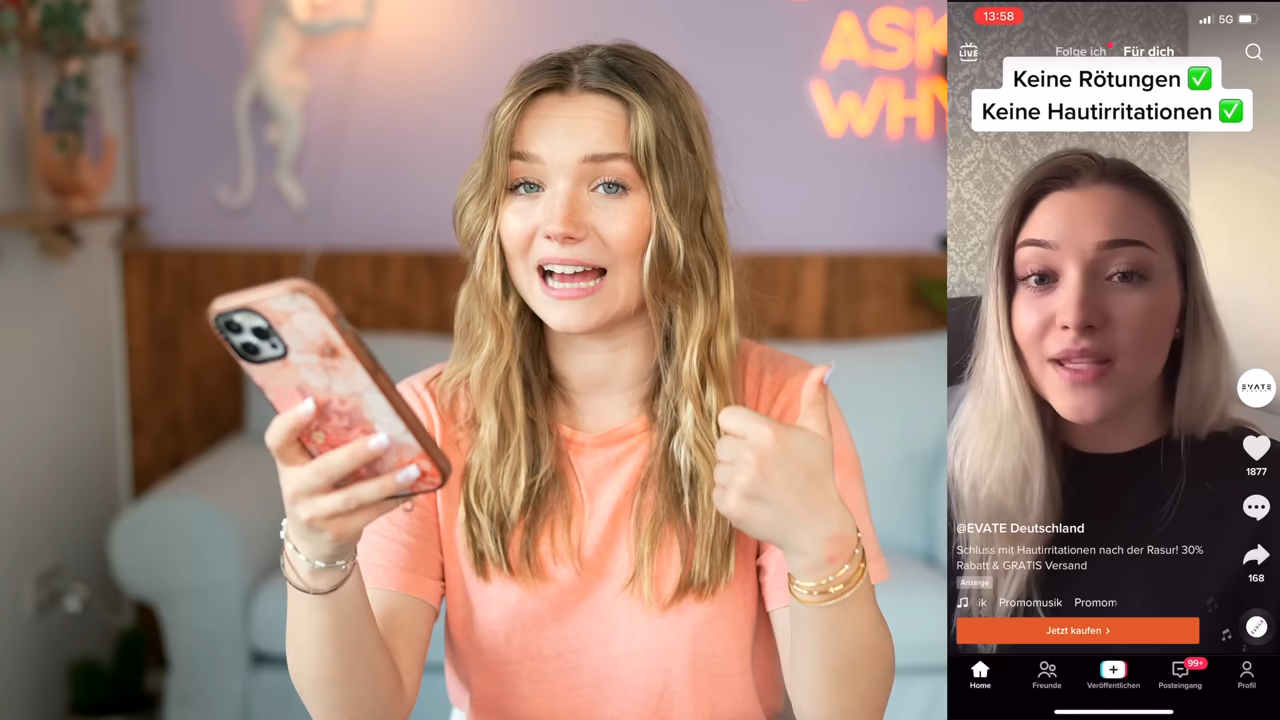 ASK
WHY
13:58
5G
LIVE
Folge ich
Für dich
Keine Rötungen ✅
Keine Hautirritationen ✅
EVATE
1877
168
@EVATE Deutschland
Schluss mit Hautirritationen nach der Rasur! 30%
Rabatt & GRATIS Versand
Anzeige
ik Promomusik Promom
Jetzt kaufen >
Home
Freunde
Veröffentlichen
99+
Posteingang
Profil